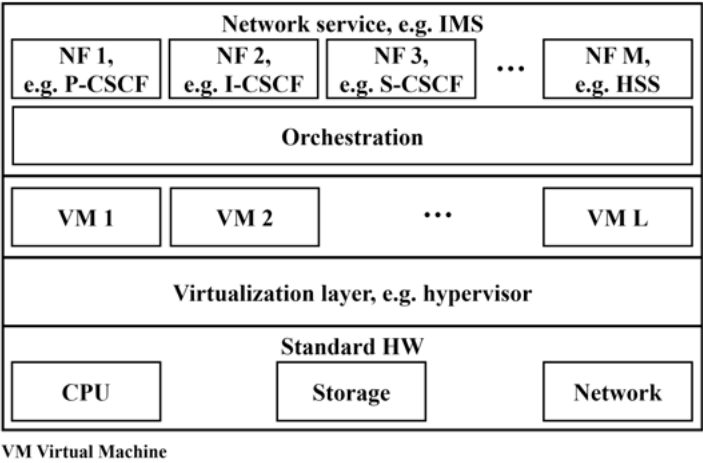 Network service, e.g. IMS
NF 1,
e.g. P-CSCF
NF 2,
e.g. I-CSCF
NF 3,
e.g. S-CSCF
...
NF M,
e.g. HSS
Orchestration
VM 1
VM 2
...
VM L
Virtualization layer, e.g. hypervisor
Standard HW
CPU
Storage
Network
VM Virtual Machine